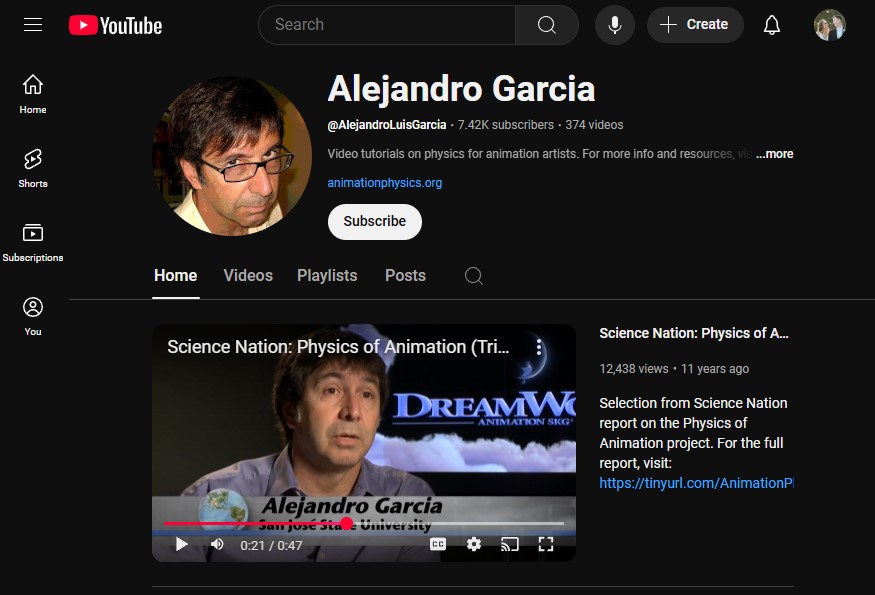 YouTube
Search
Create
Home
Shorts
Subscriptions
You
Alejandro Garcia
@AlejandroLuisGarcia · 7.42K subscribers · 374 videos
Video tutorials on physics for animation artists. For more info and resources, ...more
animationphysics.org
Subscribe
Home Videos Playlists Posts
Science Nation: Physics of Animation (Tri...
DREAMWO
ANIMATION SKG
Alejandro Garcia
San José State University
0:21 / 0:47
CC
Science Nation: Physics of A...
12,438 views • 11 years ago
Selection from Science Nation
report on the Physics of
Animation project. For the full
report, visit:
https://tinyurl.com/AnimationP